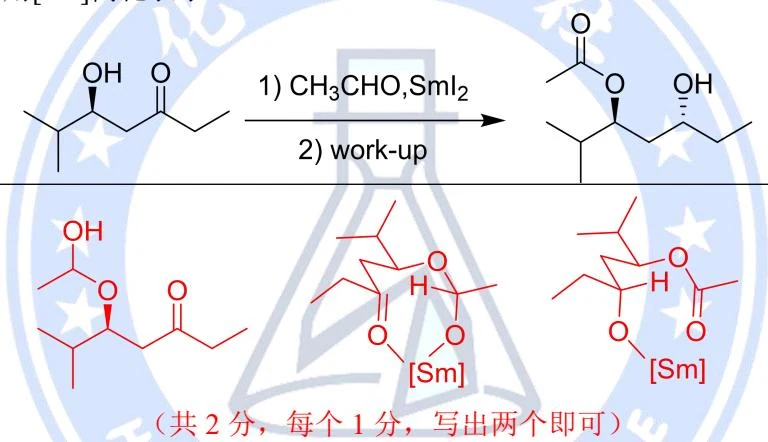 OH O
1) CH3CHO,SmI2
2) work-up
O
O OH
OH
O O
O
H
O O
[Sm]
O
H
O O
[Sm]
（共 2 分，每个 1 分，写出两个即可）